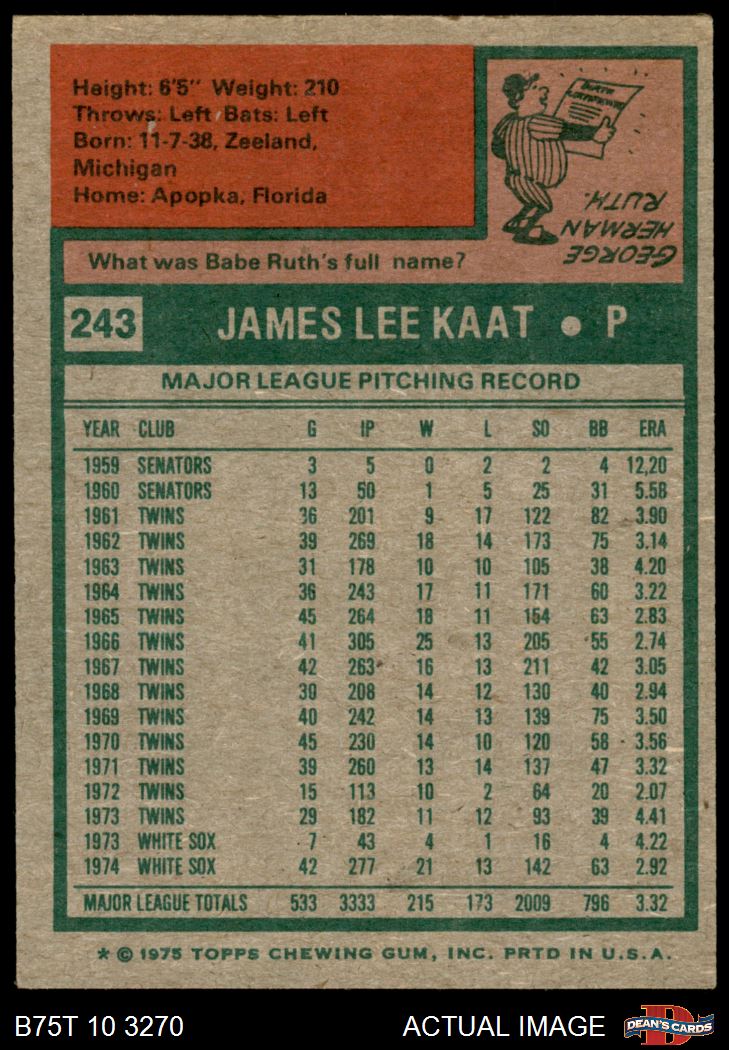 Height: 6'5" Weight: 210
Throws: Left Bats: Left
Born: 11-7-38, Zeeland,
Michigan
Home: Apopka, Florida
GEORGE
HERMAN
RUTH.
What was Babe Ruth's full name?
243 JAMES LEE KAAT • P
MAJOR LEAGUE PITCHING RECORD
YEAR CLUB G IP W L SO BB ERA
1959 SENATORS 3 5 0 2 2 4 12,20
1960 SENATORS 13 50 1 5 25 31 5.58
1961 TWINS 36 201 9 17 122 82 3.90
1962 TWINS 39 269 18 14 173 75 3.14
1963 TWINS 31 178 10 10 105 38 4.20
1964 TWINS 36 243 17 11 171 60 3.22
1965 TWINS 45 264 18 11 154 63 2.83
1966 TWINS 41 305 25 13 205 55 2.74
1967 TWINS 42 263 16 13 211 42 3.05
1968 TWINS 30 208 14 12 130 40 2.94
1969 TWINS 40 242 14 13 139 75 3.50
1970 TWINS 45 230 14 10 120 58 3.56
1971 TWINS 39 260 13 14 137 47 3.32
1972 TWINS 15 113 10 2 64 20 2.07
1973 TWINS 29 182 11 12 93 39 4.41
1973 WHITE SOX 7 43 4 1 16 4 4.22
1974 WHITE SOX 42 277 21 13 142 63 2.92
MAJOR LEAGUE TOTALS 533 3333 215 173 2009 796 3.32
* © 1975 TOPPS CHEWING GUM, INC. PRTD IN U.S.A.
B75T 10 3270 ACTUAL IMAGE DEAN'S CARDS